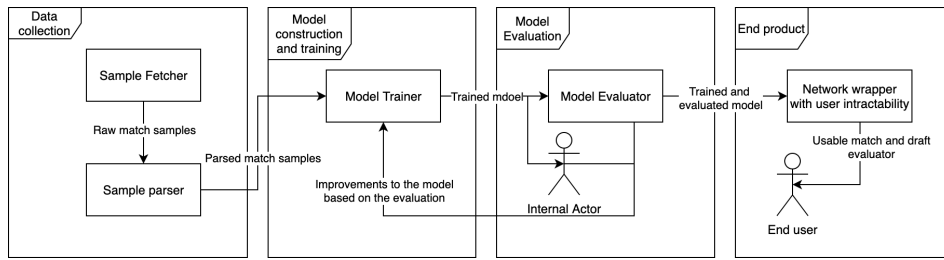 Data
collection
Sample Fetcher
Raw match samples
Sample parser
Parsed match samples
Model
construction
and training
Model Trainer
Trained mdoel
Improvements to the model
based on the evaluation
Model
Evaluation
Model Evaluator
Internal Actor
Trained and
evaluated model
End product
Network wrapper
with user intractability
Usable match and draft
evaluator
End user